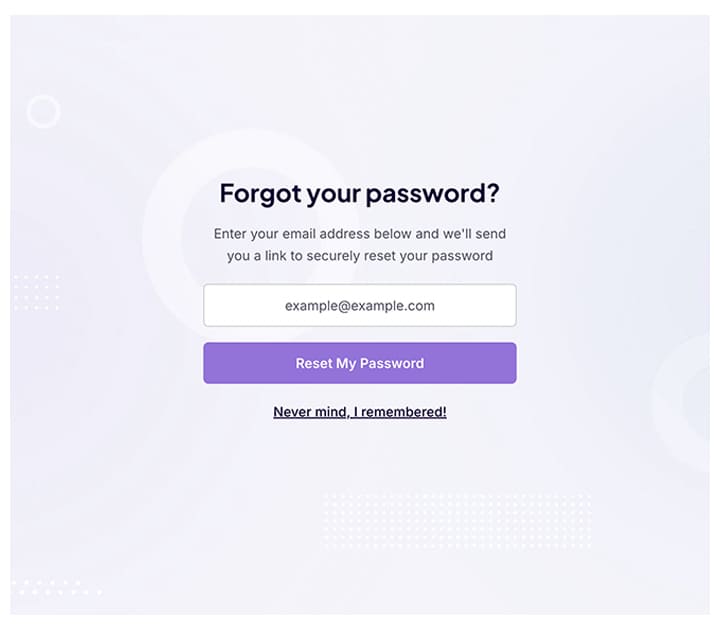 Forgot your password?
Enter your email address below and we'll send
you a link to securely reset your password
example@example.com
Reset My Password
Never mind, I remembered!